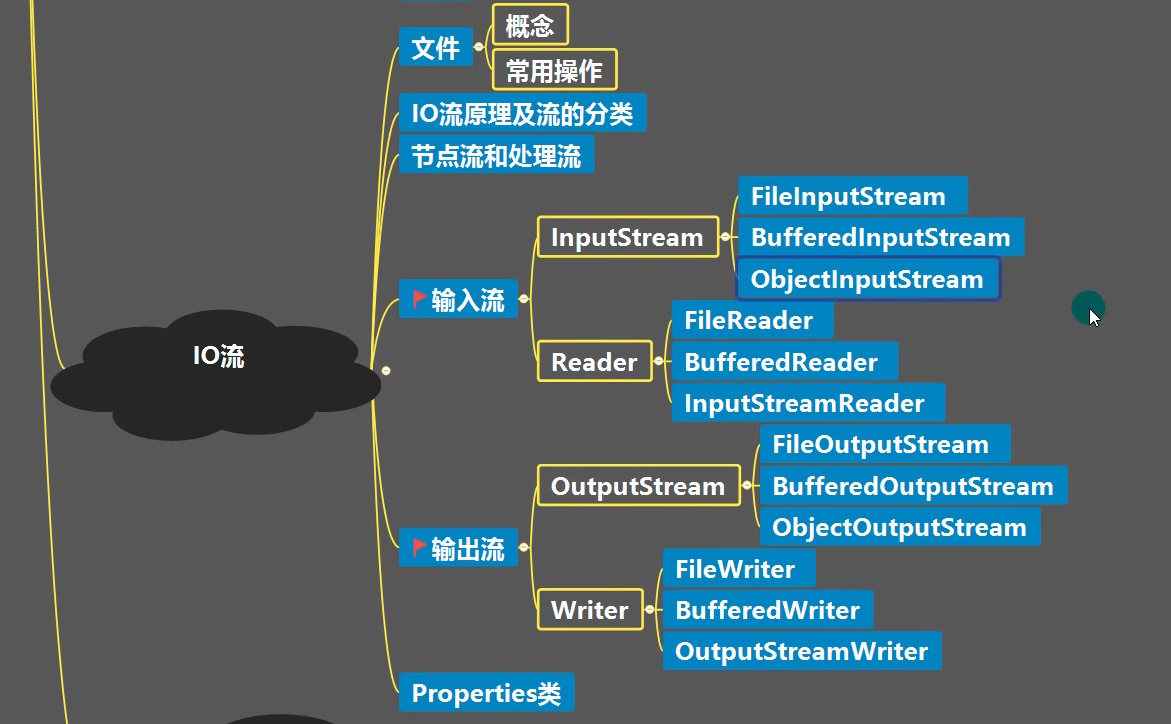 文件
概念
常用操作
IO流原理及流的分类
节点流和处理流
IO流
输入流
InputStream
FileInputStream
BufferedInputStream
ObjectInputStream
Reader
FileReader
BufferedReader
InputStreamReader
输出流
OutputStream
FileOutputStream
BufferedOutputStream
ObjectOutputStream
Writer
FileWriter
BufferedWriter
OutputStreamWriter
Properties类